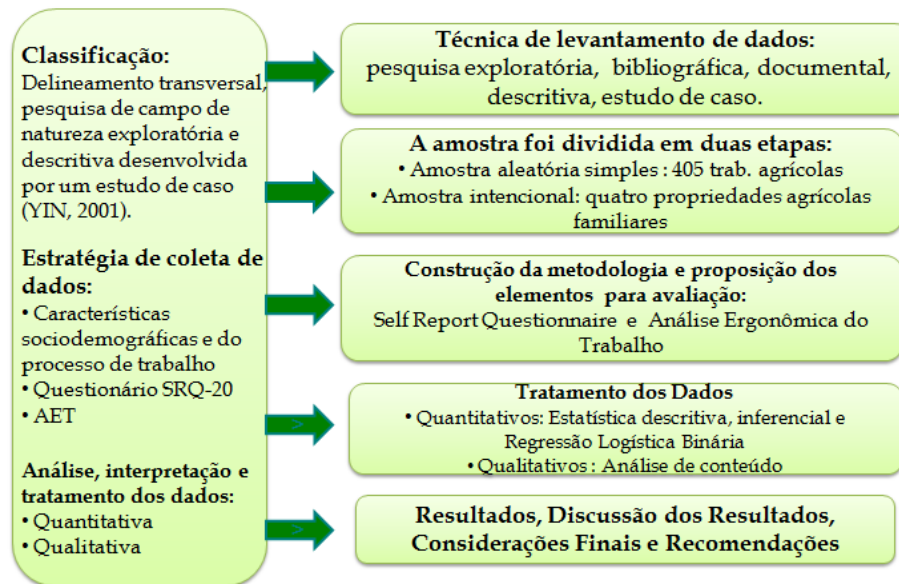 Classificação:
Delineamento transversal,
pesquisa de campo de
natureza exploratória e
descritiva desenvolvida
por um estudo de caso
(YIN, 2001).
Estratégia de coleta de
dados:
• Características
sociodemográficas e do
processo de trabalho
• Questionário SRQ-20
• AET
Análise, interpretação e
tratamento dos dados:
• Quantitativa
• Qualitativa
Técnica de levantamento de dados:
pesquisa exploratória, bibliográfica, documental,
descritiva, estudo de caso.
A amostra foi dividida em duas etapas:
• Amostra aleatória simples : 405 trab. agrícolas
• Amostra intencional: quatro propriedades agrícolas
familiares
Construção da metodologia e proposição dos
elementos para avaliação:
Self Report Questionnaire e Análise Ergonômica do
Trabalho
>
Tratamento dos Dados
• Quantitativos: Estatística descritiva, inferencial e
Regressão Logística Binária
• Qualitativos : Análise de conteúdo
>
Resultados, Discussão dos Resultados,
Considerações Finais e Recomendações